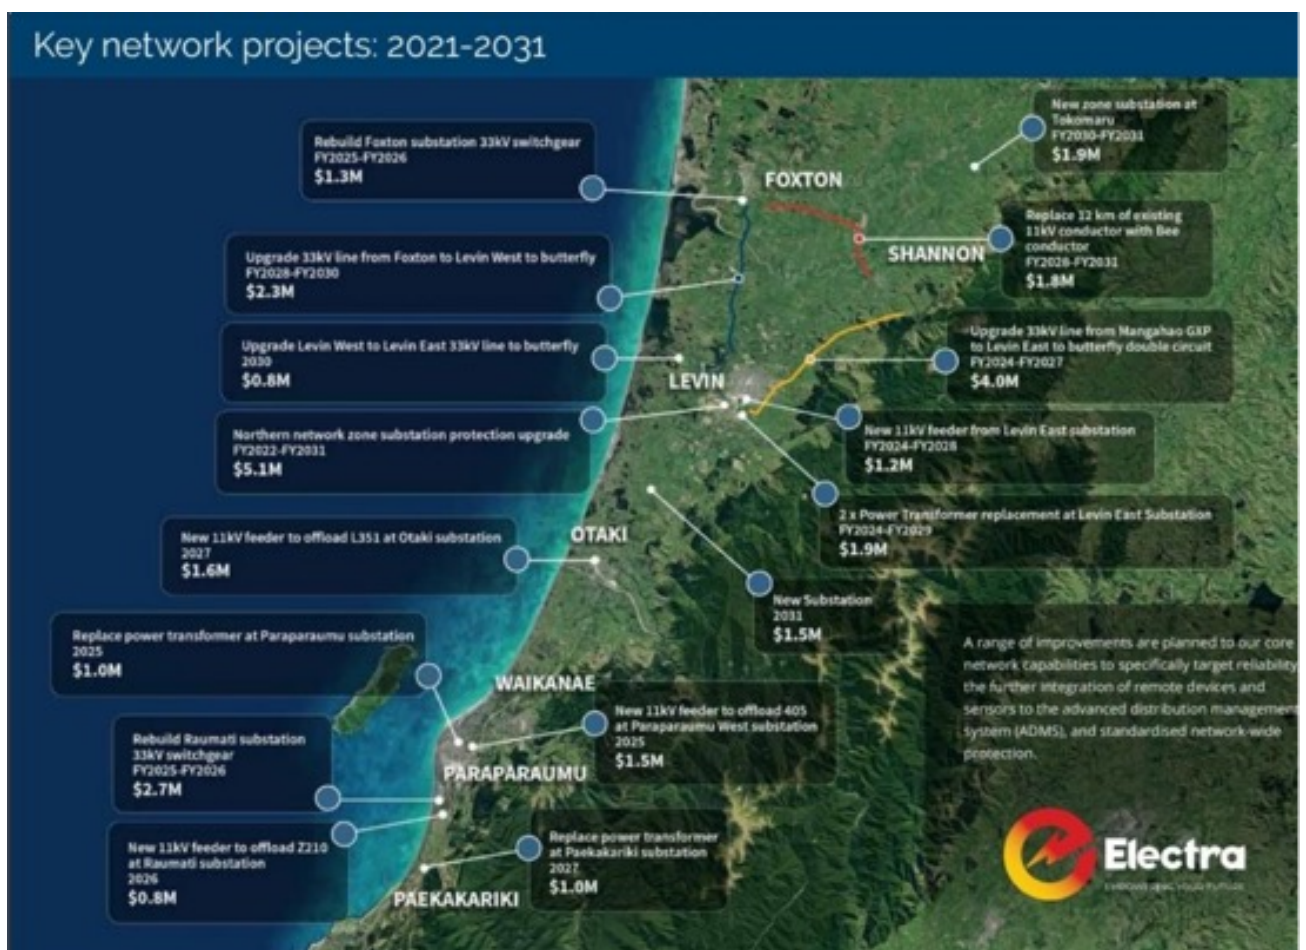 Key network projects: 2021-2031
Rebuild Foxton substation 33kV switchgear
FY2025-FY2026
$1.3M
Upgrade 33kV line from Foxton to Levin West to butterfly
FY2028-FY2030
$2.3M
Upgrade Levin West to Levin East 33kV line to butterfly
2030
$0.8M
Northern network zone substation protection upgrade
FY2022-FY2031
$5.1M
New 11kV feeder to offload L351 at Otaki substation
2027
$1.6M
Replace power transformer at Paraparaumu substation
2025
$1.0M
Rebuild Raumati substation
33kV switchgear
FY2025-FY2026
$2.7M
New 11kV feeder to offload Z210
at Raumati substation
2026
$0.8M
FOXTON
SHANNON
LEVIN
OTAKI
WAIKANAE
PARAPARAUMU
PAEKAKARIKI
New zone substation at
Tokomaru
FY2030-FY2031
$1.9M
Replace 12 km of existing
11kV conductor with Bee
conductor
FY2028-FY2031
$1.8M
Upgrade 33kV line from Mangahao GXP
to Levin East to butterfly double circuit
FY2024-FY2027
$4.0M
New 11kV feeder from Levin East substation
FY2024-FY2028
$1.2M
2 x Power Transformer replacement at Levin East Substation
FY2024-FY2029
$1.9M
New Substation
2031
$1.5M
New 11kV feeder to offload 405
at Paraparaumu West substation
2025
$1.5M
Replace power transformer
at Paekakariki substation
2027
$1.0M
A range of improvements are planned to our core
network capabilities to specifically target reliability
the further integration of remote devices and
sensors to the advanced distribution management
system (ADMS), and standardised network-wide
protection.
Electra